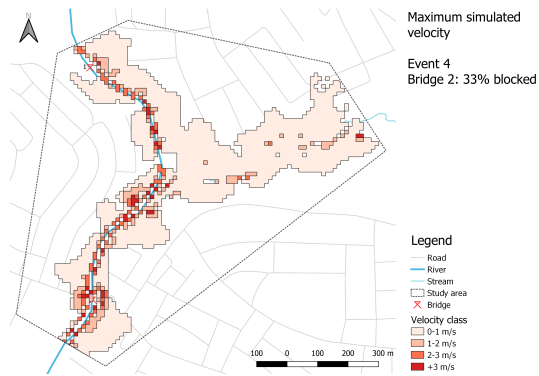 Maximum simulated
velocity
Event 4
Bridge 2: 33% blocked
N
1
Legend
Road
River
Stream
Study area
Bridge
Velocity class
0-1 m/s
1-2 m/s
2-3 m/s
+3 m/s
100 0 100 200 300 m